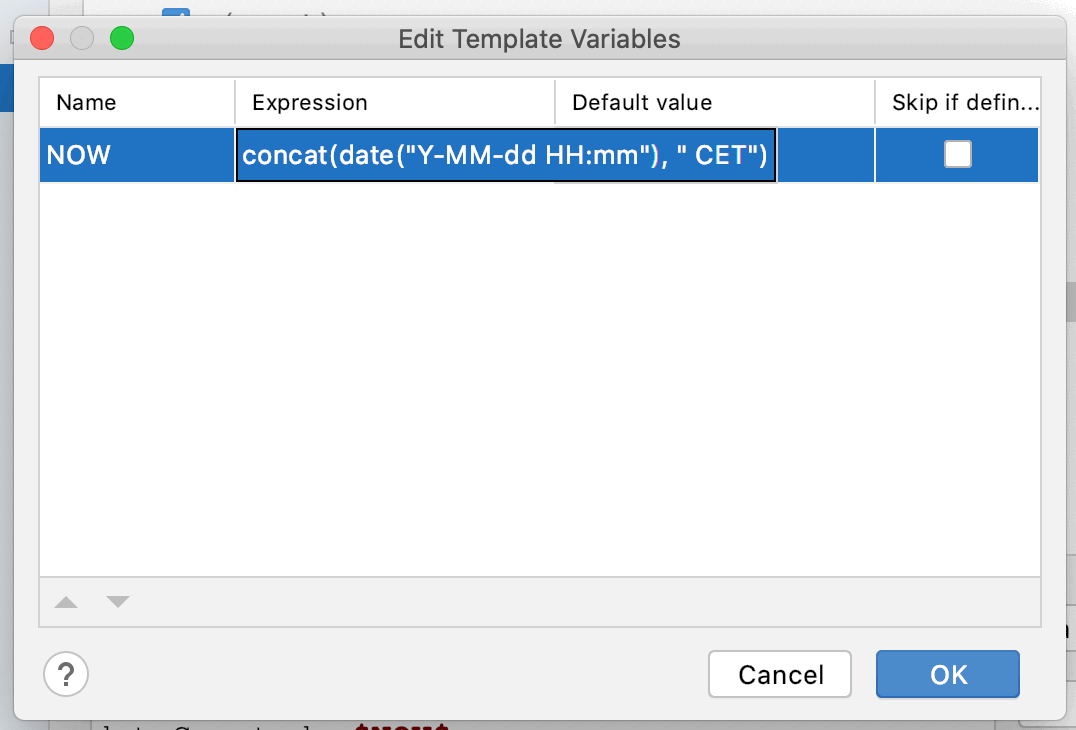 Edit Template Variables
Name Expression Default value Skip if defin...
NOW concat(date("Y-MM-dd HH:mm"), " CET")
?
Cancel OK
$NOW$